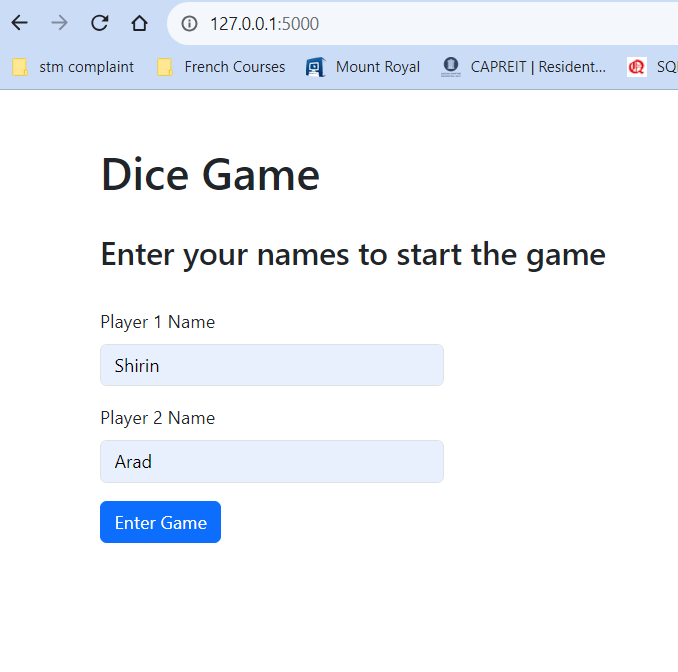 127.0.0.1:5000
stm complaint French Courses Mount Royal CAPREIT | Resident... SQ
Dice Game
Enter your names to start the game
Player 1 Name
Shirin
Player 2 Name
Arad
Enter Game